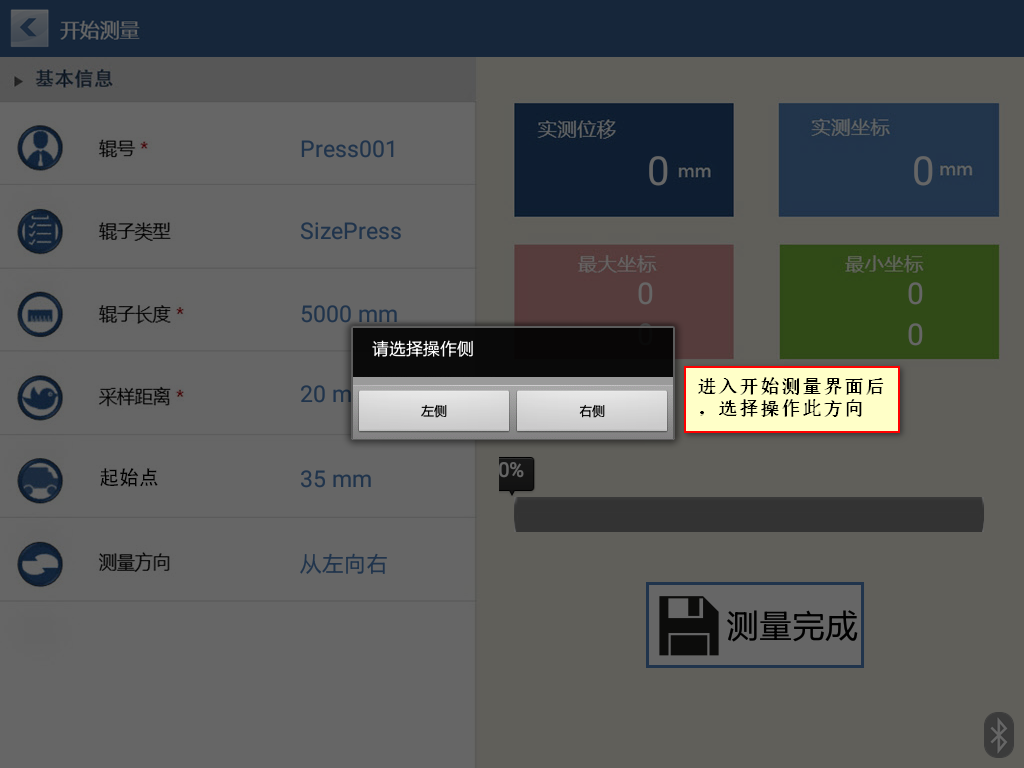 开始测量
基本信息
辊号 *
Press001
辊子类型
SizePress
辊子长度 *
5000 mm
采样距离 *
20 m
起始点
35 mm
测量方向
从左向右
实测位移
0 mm
实测坐标
0 mm
最大坐标
0
0
最小坐标
0
0
请选择操作侧
左侧
右侧
进入开始测量界面后
，选择操作此方向
0%
测量完成